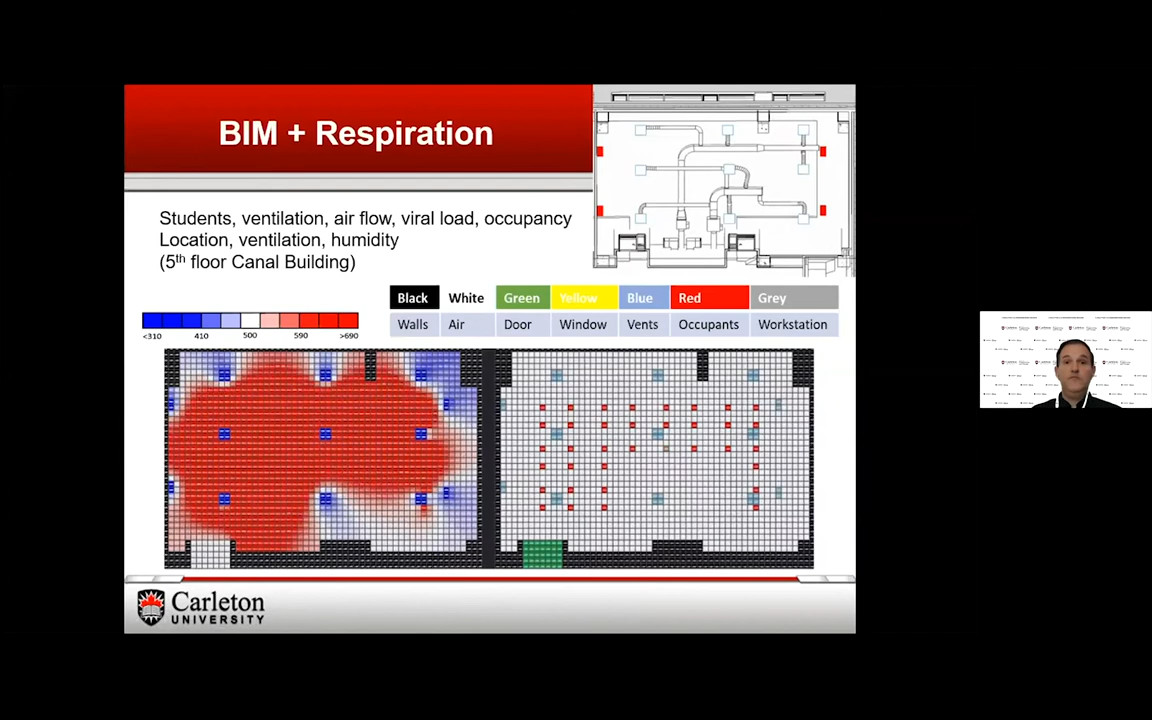 BIM + Respiration
Students, ventilation, air flow, viral load, occupancy
Location, ventilation, humidity
(5th floor Canal Building)
Black White Green Yellow Blue Red Grey
Walls Air Door Window Vents Occupants Workstation
<310 410 500 590 >690
Carleton
UNIVERSITY